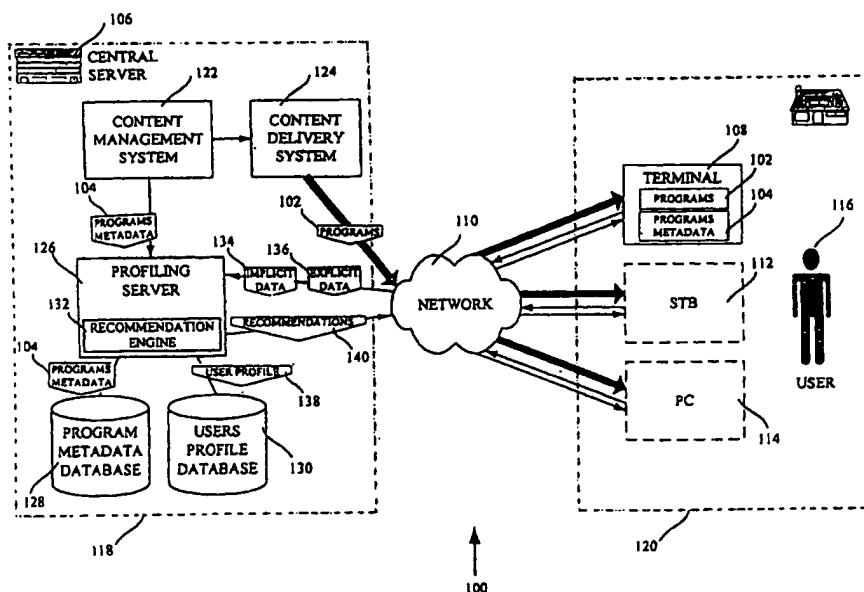 106
CENTRAL
SERVER
122
124
CONTENT
MANAGEMENT
SYSTEM
CONTENT
DELIVERY
SYSTEM
104
PROGRAMS
METADATA
102
PROGRAMS
126
134
136
IMPLICIT
DATA
EXPLICIT
DATA
PROFILING
SERVER
132
RECOMMENDATION
ENGINE
RECOMMENDATIONS
140
104
PROGRAMS
METADATA
USER PROFILE
138
PROGRAM
METADATA
DATABASE
128
USERS
PROFILE
DATABASE
130
118
110
NETWORK
100
108
102
TERMINAL
104
PROGRAMS
PROGRAMS
METADATA
116
112
STB
USER
PC
114
120